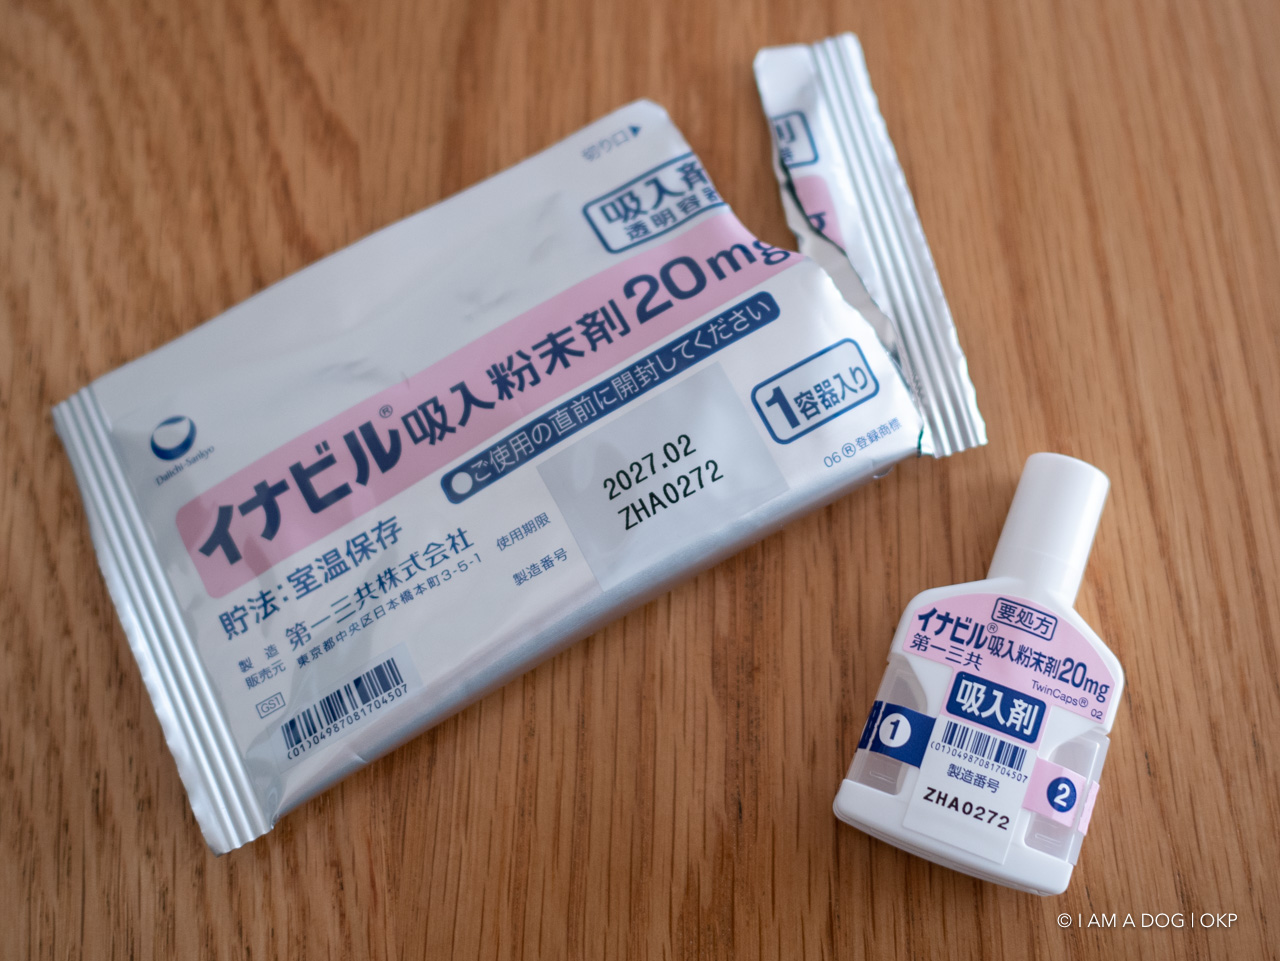 切り口▶
吸入剤
透明容器
イナビル®吸入粉末剤20mg
●ご使用の直前に開封してください
1容器入り
06 ®登録商標
Daiichi-Sankyo
貯法:室温保存
製造
販売元
第一三共株式会社
東京都中央区日本橋本町3-5-1
使用期限
2027.02
製造番号
ZHA0272
GS1
(01)04987081704507
剤
器
g
要処方
イナビル®吸入粉末剤20mg
第一三共
TwinCaps® 02
吸入剤
1
(01)04987081704507
製造番号
ZHA0272
2
© I AM A DOG | OKP